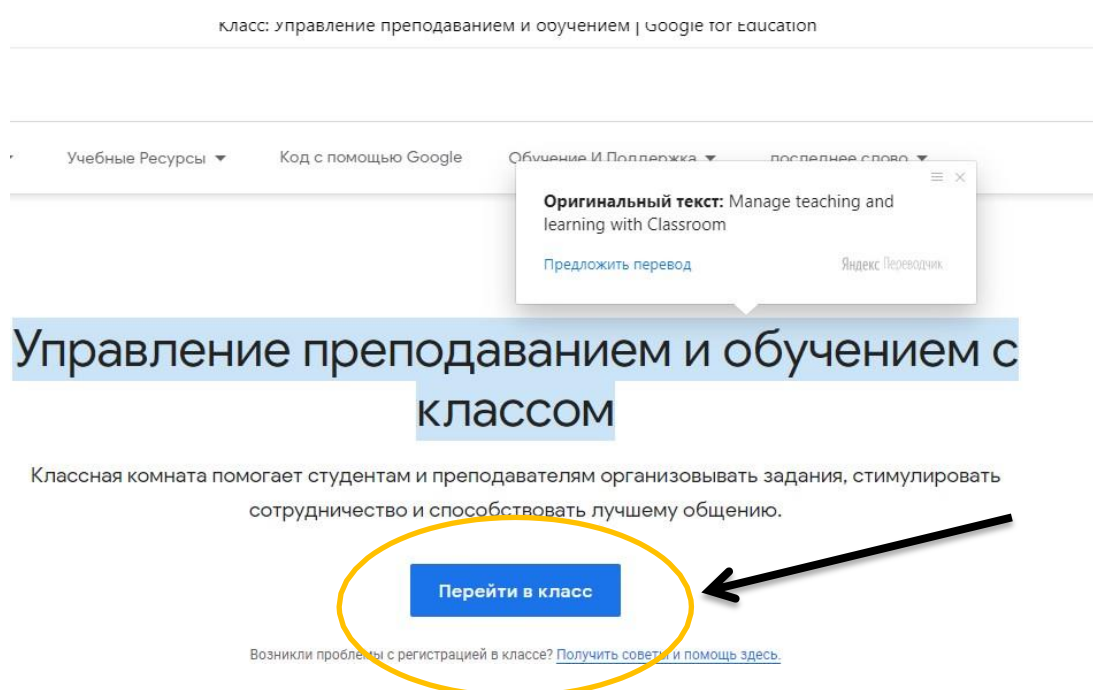 Класс: Управление преподаванием и обучением | Google for Education
Учебные Ресурсы Код с помощью Google Обучение И Поддержка последнее слово
Оригинальный текст: Manage teaching and
learning with Classroom
Предложить перевод Яндекс Переводчик
Управление преподаванием и обучением с
классом
Классная комната помогает студентам и преподавателям организовывать задания, стимулировать
сотрудничество и способствовать лучшему общению.
Перейти в класс
Возникли проблемы с регистрацией в классе? Получить советы и помощь здесь.